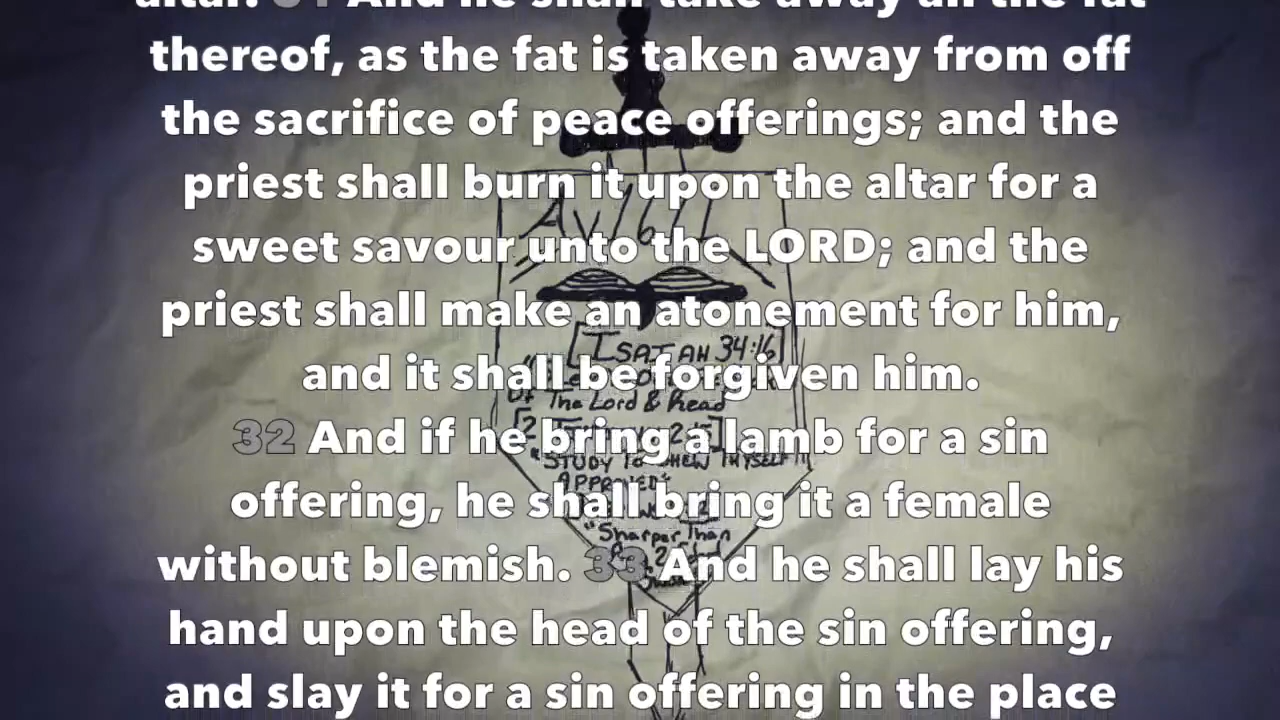 altar. 31 And he shall take away all the fat
thereof, as the fat is taken away from off
the sacrifice of peace offerings; and the
priest shall burn it upon the altar for a
sweet savour unto the LORD; and the
priest shall make an atonement for him,
and it shall be forgiven him.
32 And if he bring a lamb for a sin
offering, he shall bring it a female
without blemish. 33 And he shall lay his
hand upon the head of the sin offering,
and slay it for a sin offering in the place
Av1611
[ISAIAH 34:16]
Of The Lord & Read
"STUDY To SHEW THYSELF
APPROVED"
"Sharper Than